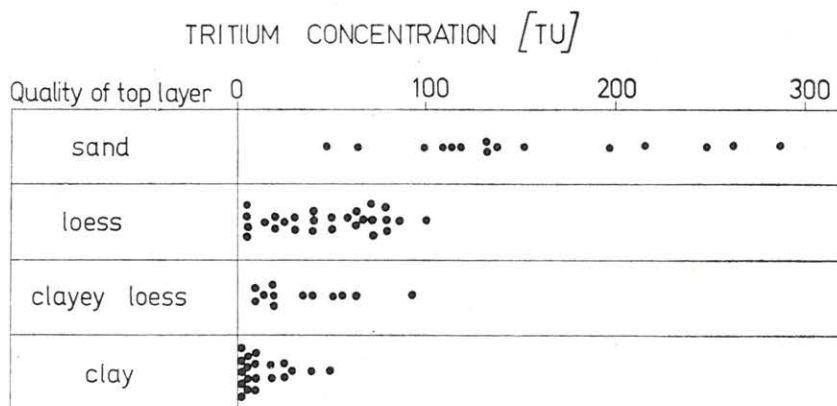 TRITIUM CONCENTRATION [TU]
Quality of top layer 0 100 200 300
sand
loess
clayey loess
clay